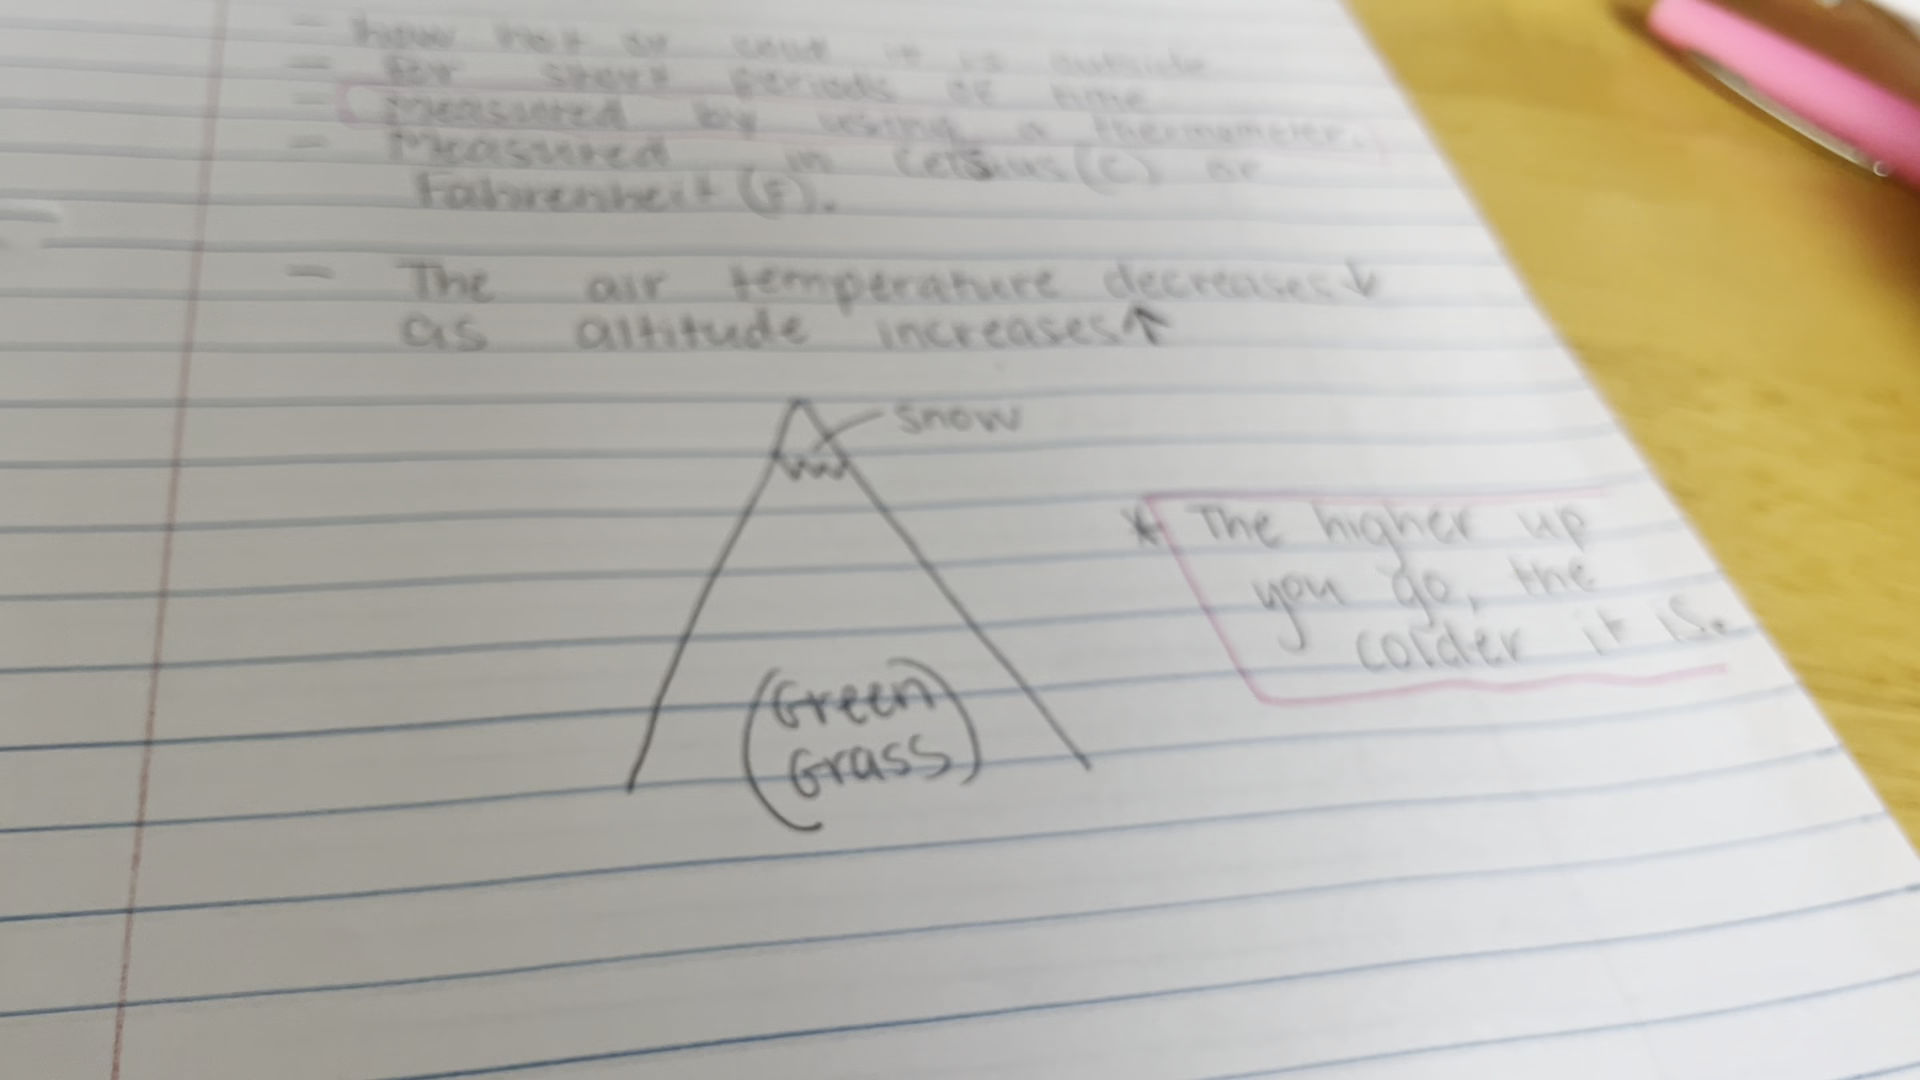 - how hot or cold it is outside
- for short periods of time
- Measured by using a thermometer.
- Measured in Celsius (C) or
Fahrenheit (F).
- The air temperature decreases ↓
as altitude increases ↑
snow
* The higher up
you go, the
colder it is.
(Green
Grass)